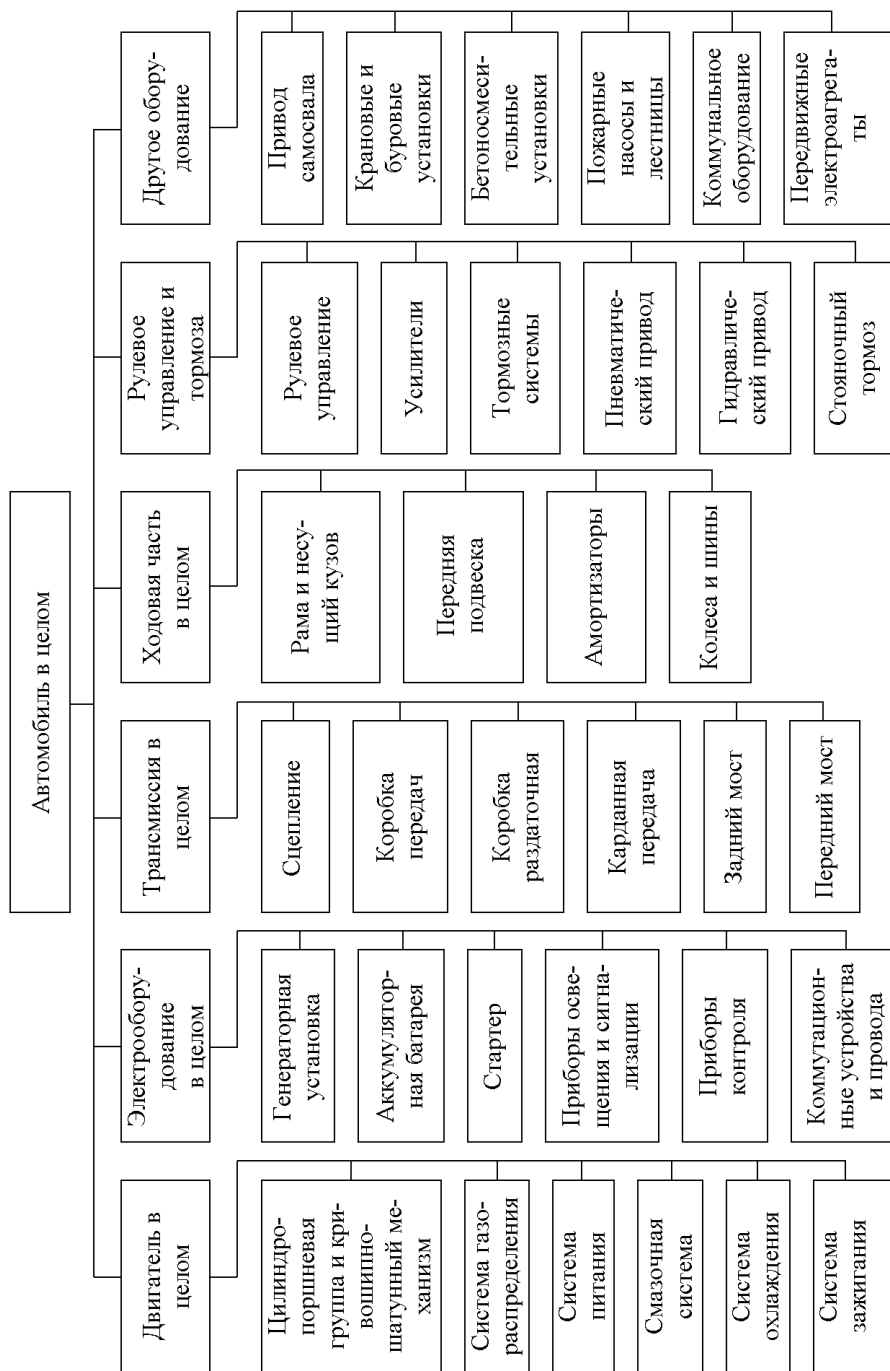 Автомобиль в целом
Двигатель в
целом
Цилиндро-
поршневая
группа и кри-
вошипно-
шатунный ме-
ханизм
Система газо-
распределения
Система
питания
Смазочная
система
Система
охлаждения
Система
зажигания
Электрообору-
дование
в целом
Генераторная
установка
Аккумулятор-
ная батарея
Стартер
Приборы осве-
щения и сигна-
лизации
Приборы
контроля
Коммутацион-
ные устройства
и провода
Трансмиссия в
целом
Сцепление
Коробка
передач
Коробка
раздаточная
Карданная
передача
Задний мост
Передний мост
Ходовая часть
в целом
Рама и несу-
щий кузов
Передняя
подвеска
Амортизаторы
Колеса и шины
Рулевое
управление и
тормоза
Рулевое
управление
Усилители
Тормозные
системы
Пневматиче-
ский привод
Гидравличе-
ский привод
Стояночный
тормоз
Другое обору-
дование
Привод
самосвала
Крановые и
буровые
установки
Бетоносмеси-
тельные
установки
Пожарные
насосы и
лестницы
Коммунальное
оборудование
Передвижные
электроагрега-
ты